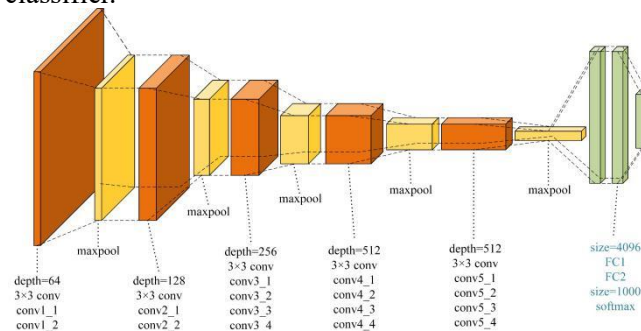 classifier.
maxpool
maxpool
maxpool
maxpool
maxpool
depth=64
3×3 conv
conv1_1
conv1_2
depth=128
3×3 conv
conv2_1
conv2_2
depth=256
3×3 conv
conv3_1
conv3_2
conv3_3
conv3_4
depth=512
3×3 conv
conv4_1
conv4_2
conv4_3
conv4_4
depth=512
3×3 conv
conv5_1
conv5_2
conv5_3
conv5_4
size=4096
FC1
FC2
size=1000
softmax